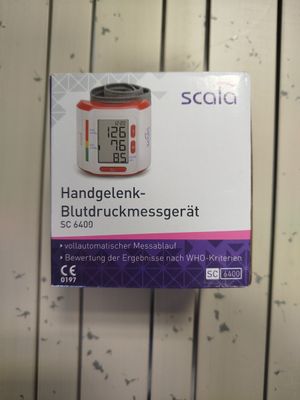 scala
126
76
85
Handgelenk-
Blutdruckmessgerät
SC 6400
▸ vollautomatischer Messablauf
▸ Bewertung der Ergebnisse nach WHO-Kriterien
CE
0197
SC 6400